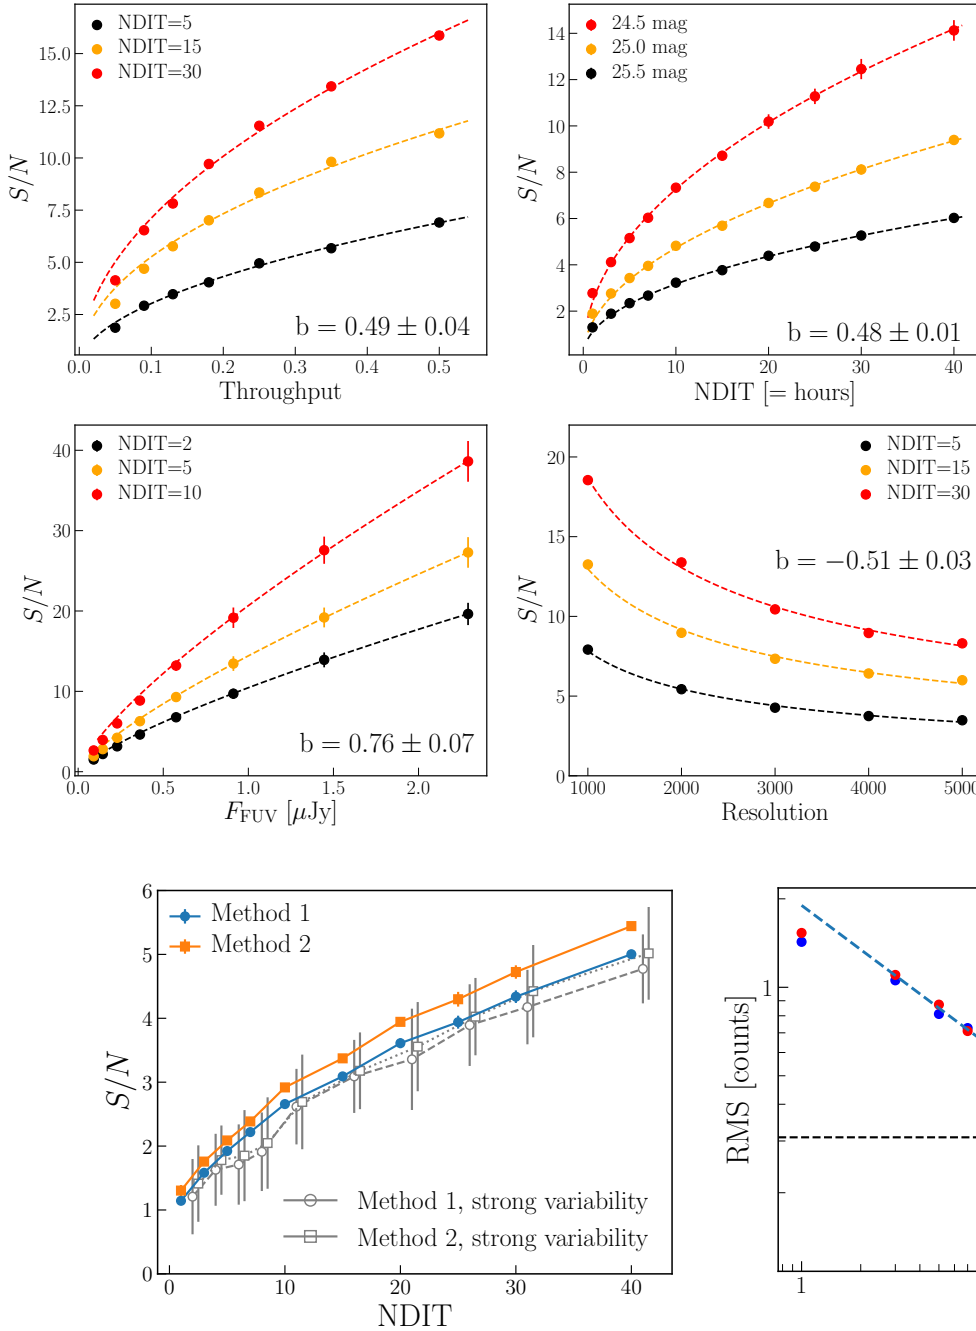 NDIT=5
NDIT=15
NDIT=30
15.0
12.5
10.0
7.5
5.0
2.5
S/N
b = 0.49 ± 0.04
0.0 0.1 0.2 0.3 0.4 0.5
Throughput
24.5 mag
25.0 mag
25.5 mag
14
12
10
8
6
4
2
S/N
b = 0.48 ± 0.01
0 10 20 30 40
NDIT [= hours]
NDIT=2
NDIT=5
NDIT=10
40
30
20
10
0
S/N
b = 0.76 ± 0.07
0.0 0.5 1.0 1.5 2.0
F_FUV [μJy]
NDIT=5
NDIT=15
NDIT=30
20
15
10
5
0
S/N
b = −0.51 ± 0.03
1000 2000 3000 4000 5000
Resolution
Method 1
Method 2
6
5
4
3
2
1
0
S/N
Method 1, strong variability
Method 2, strong variability
0 10 20 30 40
NDIT
1
RMS [counts]
1